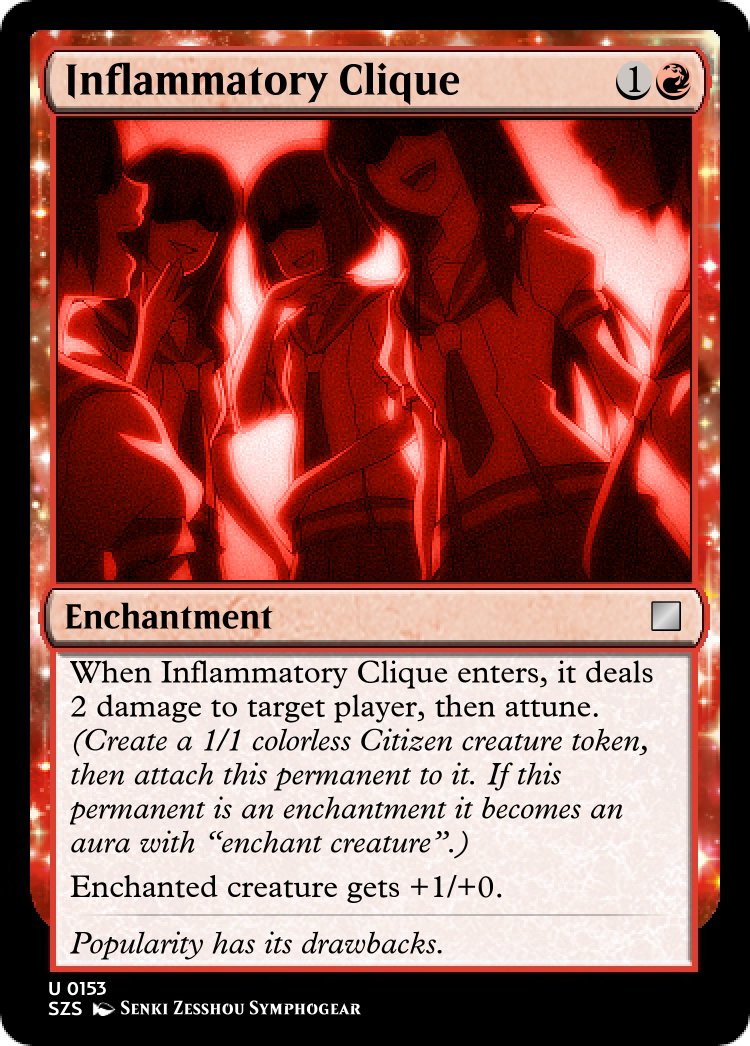 Inflammatory Clique
1
Enchantment
When Inflammatory Clique enters, it deals
2 damage to target player, then attune.
(Create a 1/1 colorless Citizen creature token,
then attach this permanent to it. If this
permanent is an enchantment it becomes an
aura with “enchant creature”.)
Enchanted creature gets +1/+0.
Popularity has its drawbacks.
U 0153
SZS Senki Zesshou Symphogear